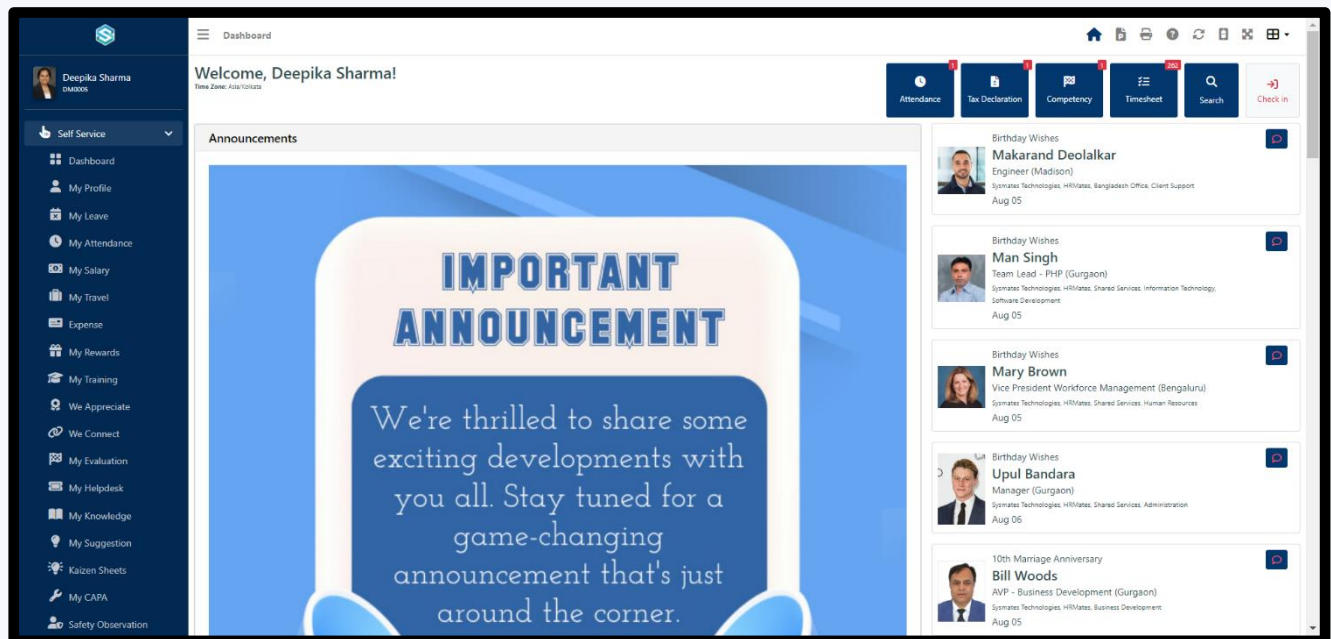 Dashboard
Deepika Sharma
DM0005
Welcome, Deepika Sharma!
Time Zone: Asia/Kolkata
1
Attendance
1
Tax Declaration
1
Competency
262
Timesheet
Search
Check in
Self Service
Dashboard
My Profile
My Leave
My Attendance
My Salary
My Travel
Expense
My Rewards
My Training
We Appreciate
We Connect
My Evaluation
My Helpdesk
My Knowledge
My Suggestion
Kaizen Sheets
My CAPA
Safety Observation
Announcements
IMPORTANT
ANNOUNCEMENT
We're thrilled to share some
exciting developments with
you all. Stay tuned for a
game-changing
announcement that's just
around the corner.
Birthday Wishes
Makarand Deolalkar
Engineer (Madison)
Sysmates Technologies, HRMates, Bangladesh Office, Client Support
Aug 05
Birthday Wishes
Man Singh
Team Lead - PHP (Gurgaon)
Sysmates Technologies, HRMates, Shared Services, Information Technology,
Software Development
Aug 05
Birthday Wishes
Mary Brown
Vice President Workforce Management (Bengaluru)
Sysmates Technologies, HRMates, Shared Services, Human Resources
Aug 05
Birthday Wishes
Upul Bandara
Manager (Gurgaon)
Sysmates Technologies, HRMates, Shared Services, Administration
Aug 06
10th Marriage Anniversary
Bill Woods
AVP - Business Development (Gurgaon)
Sysmates Technologies, HRMates, Business Development
Aug 05